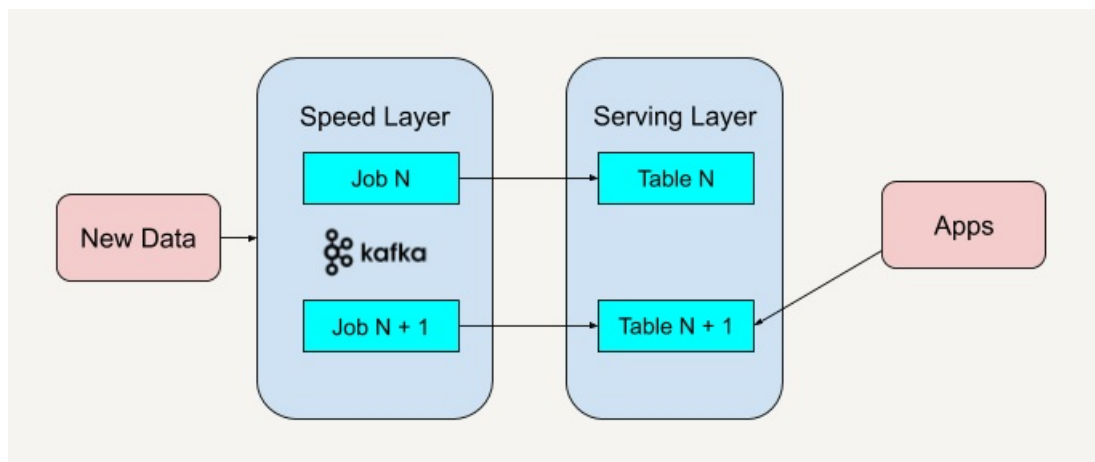 Speed Layer
Serving Layer
Job N
Table N
New Data
kafka
Apps
Job N + 1
Table N + 1